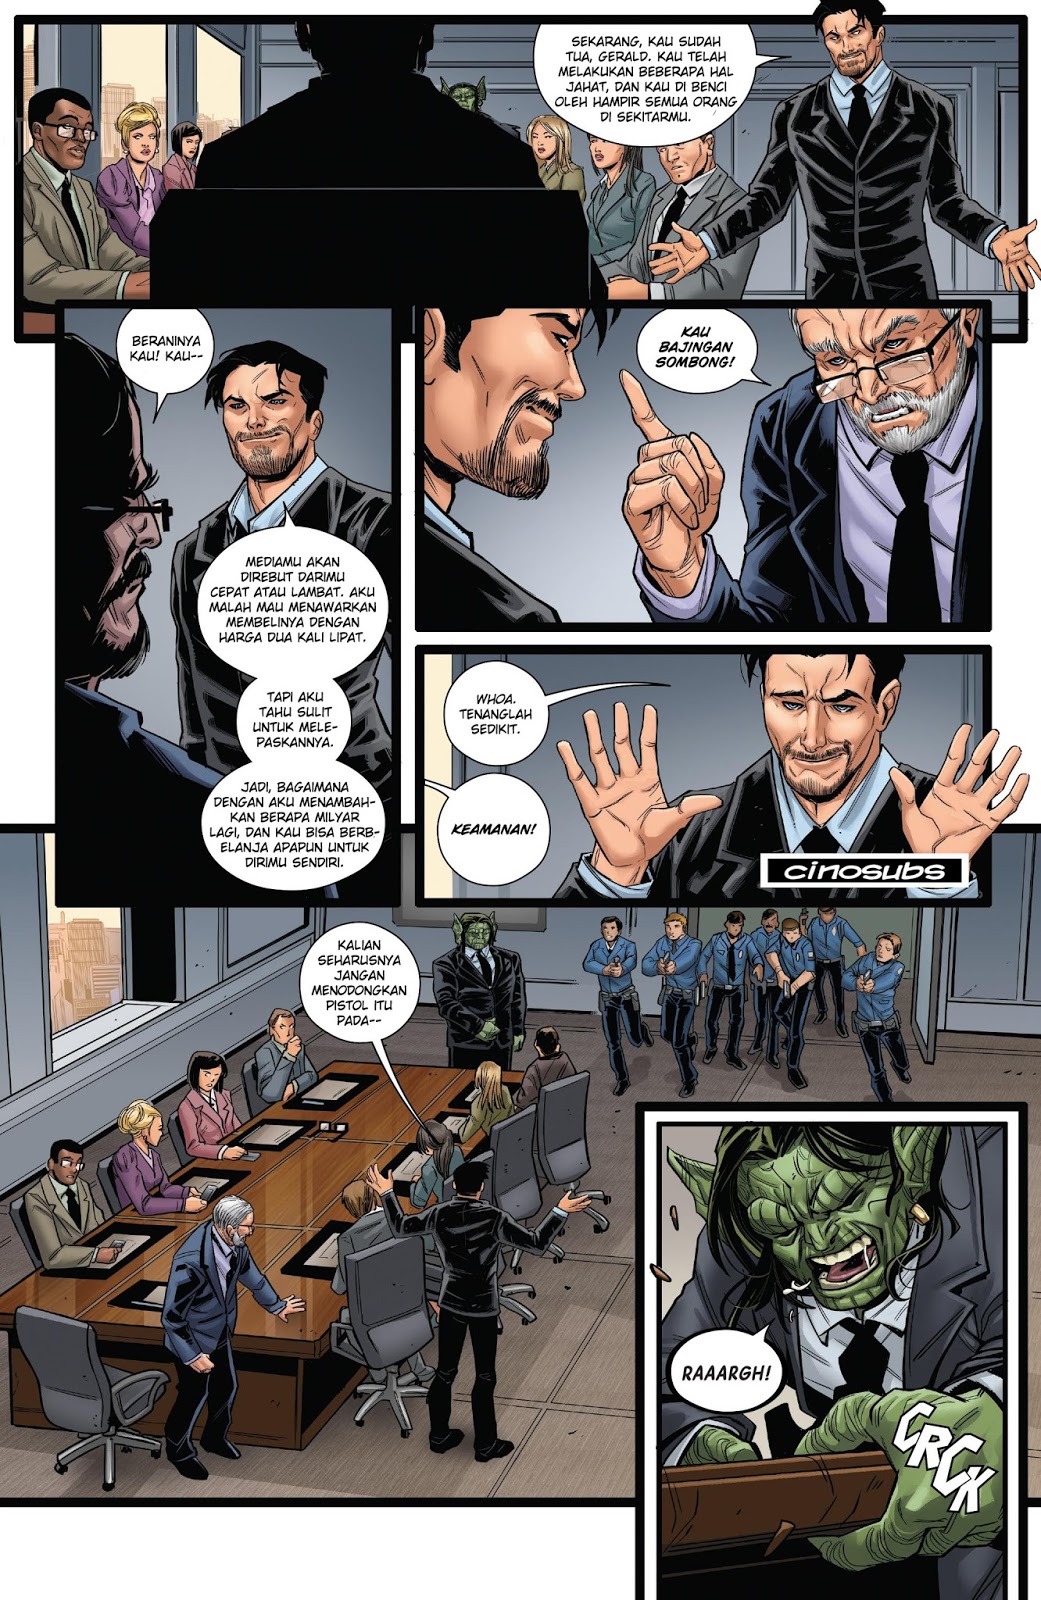 SEKARANG, KAU SUDAH
TUA, GERALD. KAU TELAH
MELAKUKAN BEBERAPA HAL
JAHAT, DAN KAU DI BENCI
OLEH HAMPIR SEMUA ORANG
DI SEKITARMU.
BERANINYA
KAU! KAU--
MEDIAMU AKAN
DIREBUT DARIMU
CEPAT ATAU LAMBAT. AKU
MALAH MAU MENAWARKAN
MEMBELINYA DENGAN
HARGA DUA KALI LIPAT.
TAPI AKU
TAHU SULIT
UNTUK MELE-
PASKANNYA.
JADI, BAGAIMANA
DENGAN AKU MENAMBAH-
KAN BERAPA MILYAR
LAGI, DAN KAU BISA BERB-
ELANJA APAPUN UNTUK
DIRIMU SENDIRI.
KAU
BAJINGAN
SOMBONG!
WHOA.
TENANGLAH
SEDIKIT.
KEAMANAN!
cinosubs
KALIAN
SEHARUSNYA
JANGAN
MENODONGKAN
PISTOL ITU
PADA--
RAAARGH!
CRCK